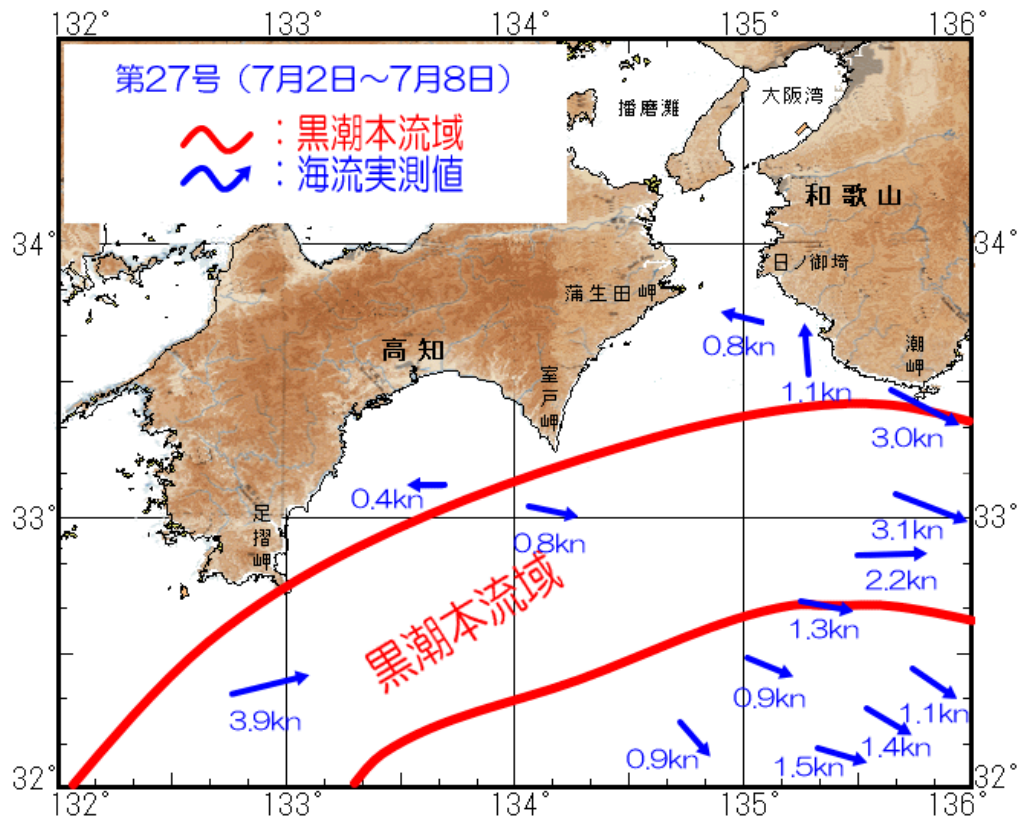 132°
133°
134°
135°
136°
第27号（7月2日～7月8日）
：黒潮本流域
：海流実測値
播磨灘
大阪湾
和歌山
34°
34°
日ノ御埼
蒲生田岬
0.8kn
高知
潮岬
室戸岬
1.1kn
3.0kn
0.4kn
33°
33°
0.8kn
3.1kn
足摺岬
2.2kn
黒潮本流域
1.3kn
0.9kn
3.9kn
1.1kn
1.4kn
0.9kn
1.5kn
32°
32°
132°
133°
134°
135°
136°